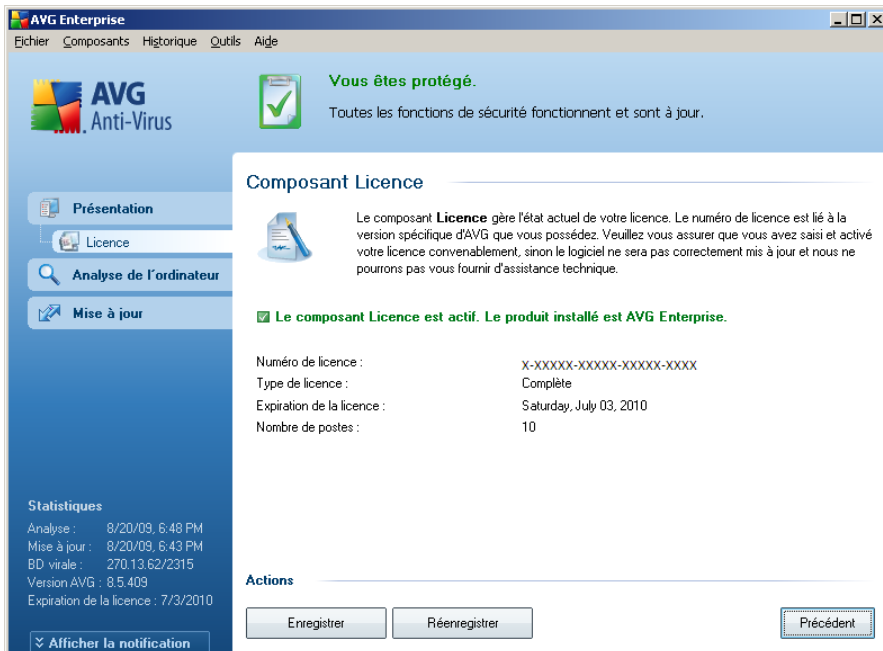 AVG Enterprise
Fichier Composants Historique Outils Aide
AVG
Anti-Virus
Vous êtes protégé.
Toutes les fonctions de sécurité fonctionnent et sont à jour.
Présentation
Licence
Analyse de l'ordinateur
Mise à jour
Composant Licence
Le composant Licence gère l'état actuel de votre licence. Le numéro de licence est lié à la
version spécifique d'AVG que vous possédez. Veuillez vous assurer que vous avez saisi et activé
votre licence convenablement, sinon le logiciel ne sera pas correctement mis à jour et nous ne
pourrons pas vous fournir d'assistance technique.
Le composant Licence est actif. Le produit installé est AVG Enterprise.
Numéro de licence : X-XXXXX-XXXXX-XXXXX-XXXX
Type de licence : Complète
Expiration de la licence : Saturday, July 03, 2010
Nombre de postes : 10
Statistiques
Analyse : 8/20/09, 6:48 PM
Mise à jour : 8/20/09, 6:43 PM
BD virale : 270.13.62/2315
Version AVG : 8.5.409
Expiration de la licence : 7/3/2010
Afficher la notification
Actions
Enregistrer Réenregistrer Précédent